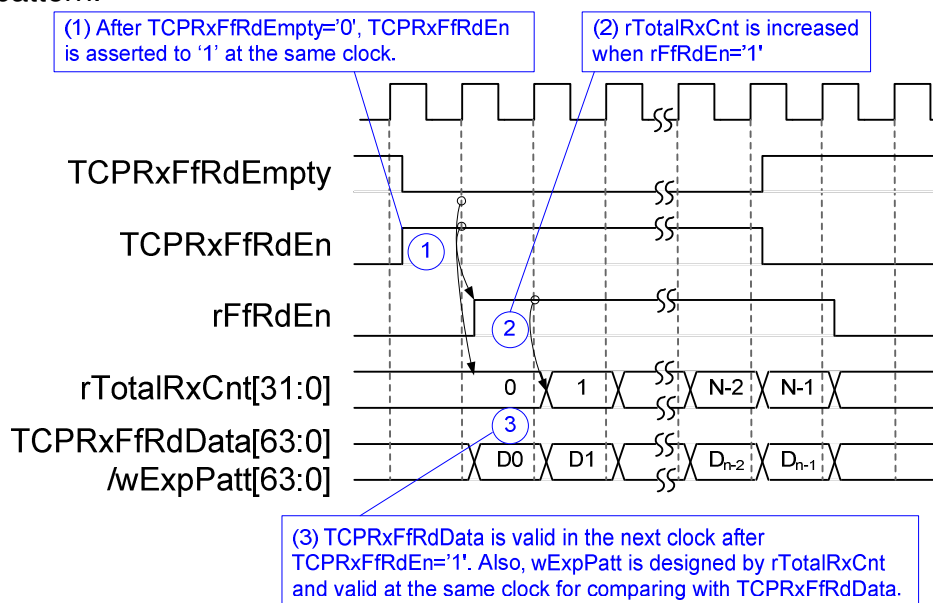 (1) After TCPRxFfRdEmpty='0', TCPRxFfRdEn
is asserted to ‘1’ at the same clock.
(2) rTotalRxCnt is increased
when rFfRdEn='1'
TCPRxFfRdEmpty
TCPRxFfRdEn
1
rFfRdEn
2
rTotalRxCnt[31:0]
0 1 N-2 N-1
3
TCPRxFfRdData[63:0]
/wExpPatt[63:0]
D0 D1 Dn-2 Dn-1
(3) TCPRxFfRdData is valid in the next clock after
TCPRxFfRdEn='1'. Also, wExpPatt is designed by rTotalRxCnt
and valid at the same clock for comparing with TCPRxFfRdData.